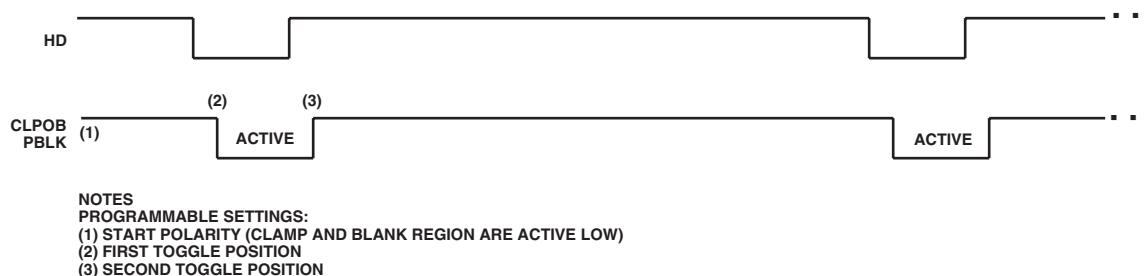 HD
(2) (3)
CLPOB (1)
PBLK
ACTIVE ACTIVE
NOTES
PROGRAMMABLE SETTINGS:
(1) START POLARITY (CLAMP AND BLANK REGION ARE ACTIVE LOW)
(2) FIRST TOGGLE POSITION
(3) SECOND TOGGLE POSITION